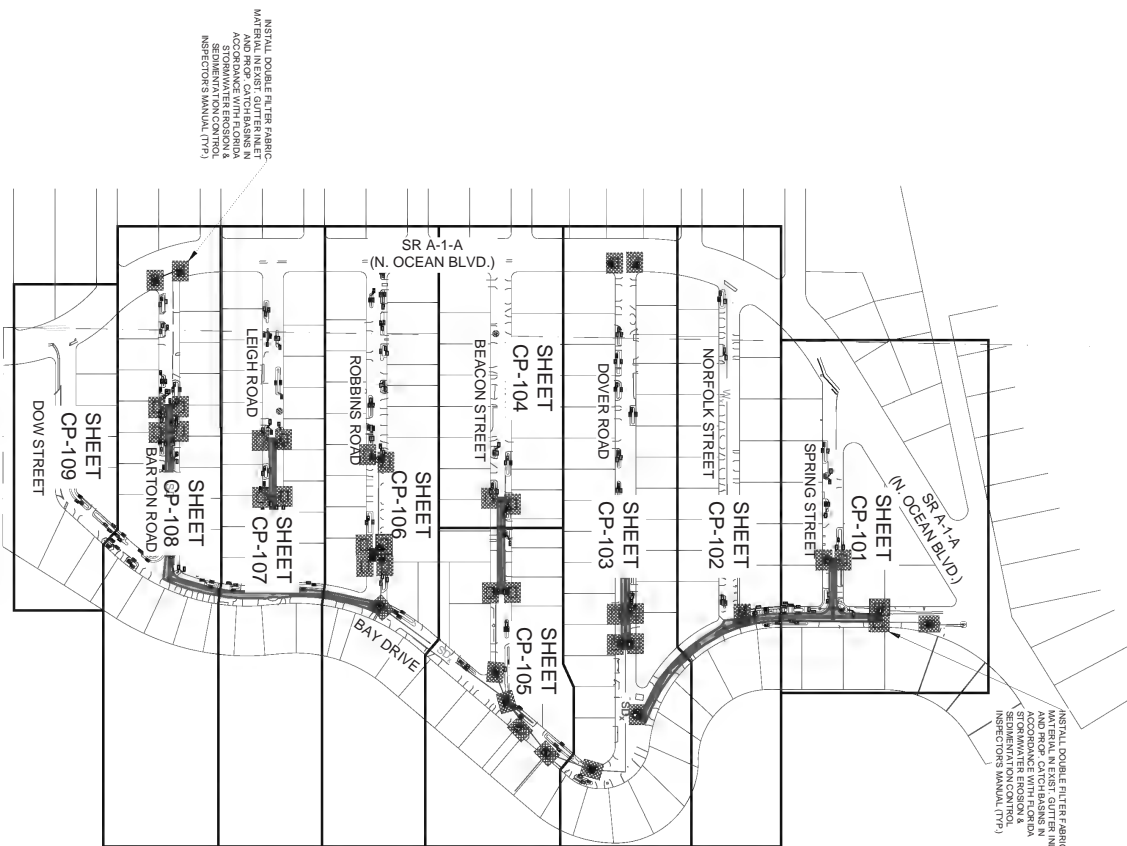 INSTALL DOUBLE FILTER FABRIC
MATERIAL IN EXIST. GUTTER INLET
AND PROP. CATCH BASINS IN
ACCORDANCE WITH FLORIDA
STORMWATER EROSION &
SEDIMENTATION CONTROL
INSPECTOR'S MANUAL (TYP.)
SR A-1-A
(N. OCEAN BLVD.)
DOW STREET
SHEET
CP-109
BARTON ROAD
SHEET
CP-108
LEIGH ROAD
SHEET
CP-107
ROBBINS ROAD
SHEET
CP-106
BEACON STREET
SHEET
CP-104
SHEET
CP-105
DOVER ROAD
SHEET
CP-103
NORFOLK STREET
SHEET
CP-102
SPRING STREET
SHEET
CP-101
SR A-1-A
(N. OCEAN BLVD.)
BAY DRIVE
SD
SD
INSTALL DOUBLE FILTER FABRIC
MATERIAL IN EXIST. GUTTER INL
AND PROP. CATCH BASINS IN
ACCORDANCE WITH FLORIDA
STORMWATER EROSION &
SEDIMENTATION CONTROL
INSPECTOR'S MANUAL (TYP.)